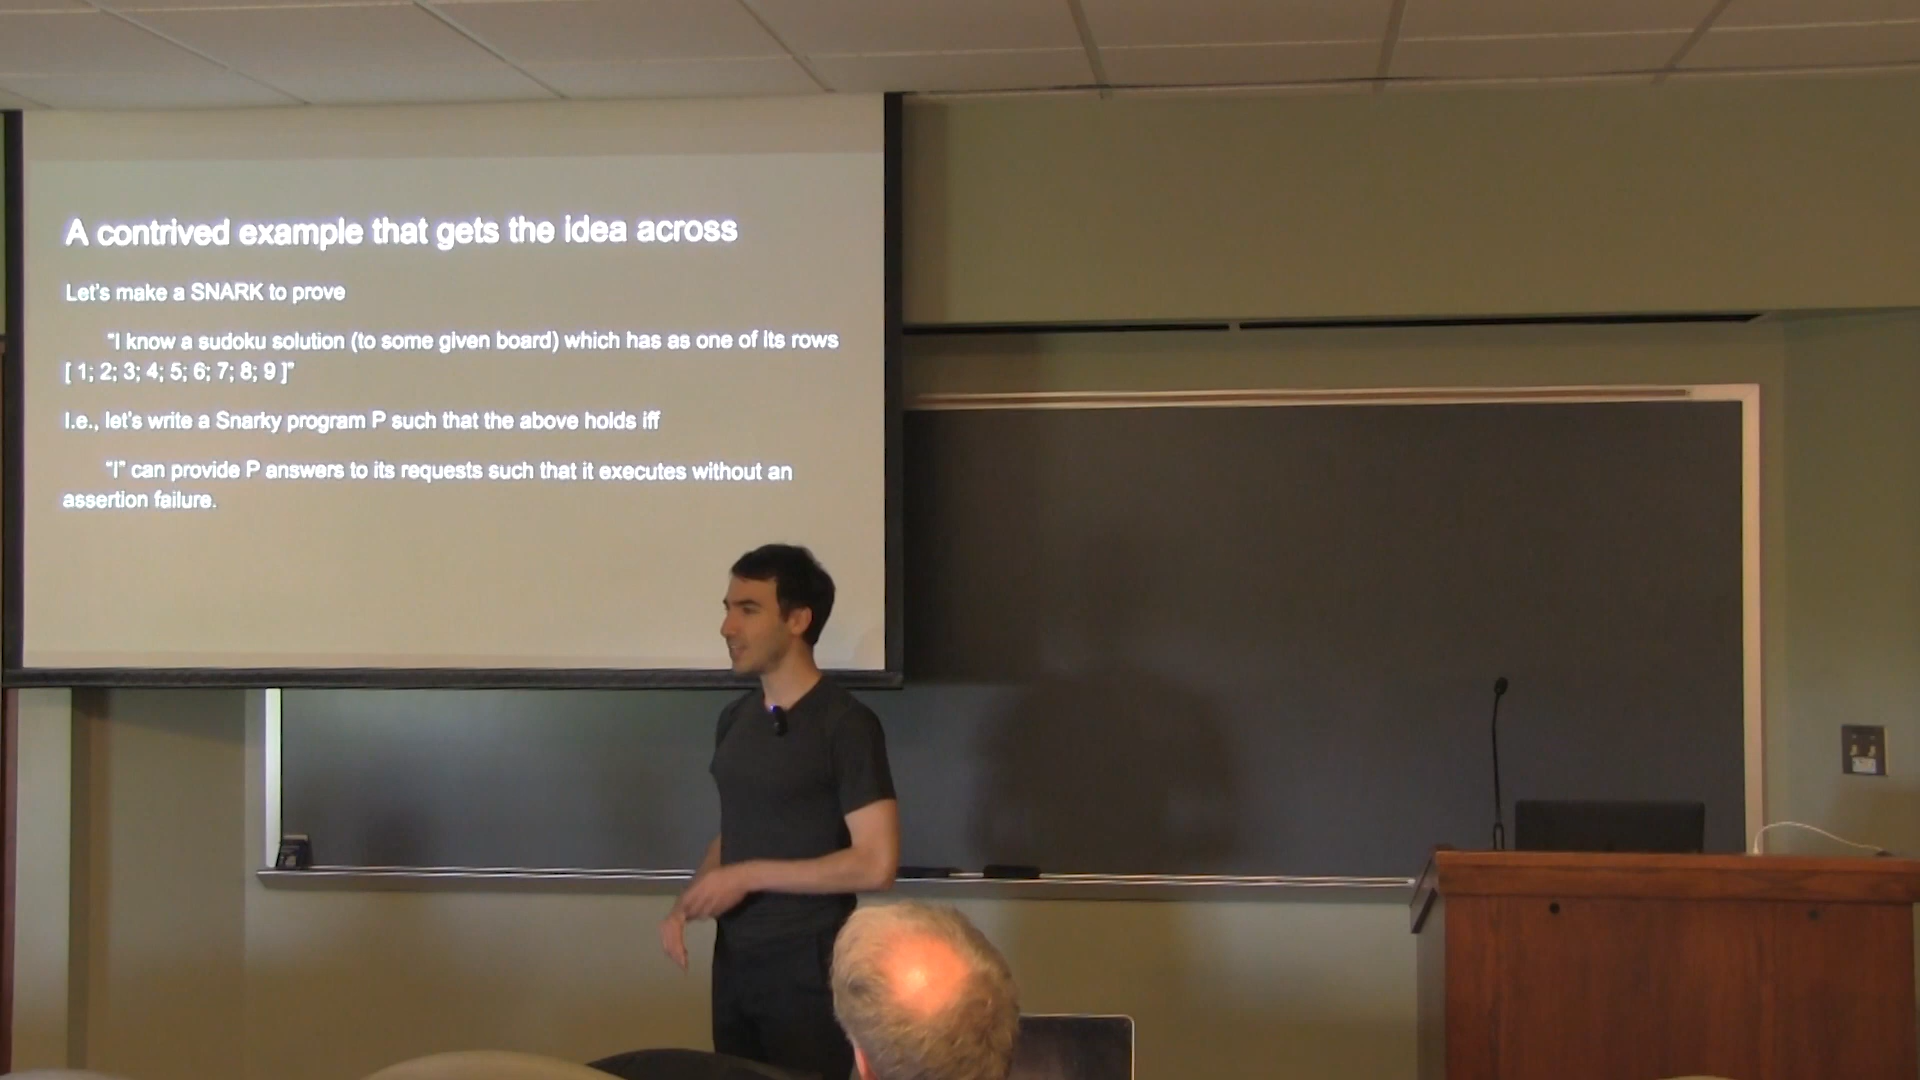 A contrived example that gets the idea across
Let's make a SNARK to prove
"I know a sudoku solution (to some given board) which has as one of its rows
[ 1; 2; 3; 4; 5; 6; 7; 8; 9 ]"
I.e., let's write a Snarky program P such that the above holds iff
"I" can provide P answers to its requests such that it executes without an
assertion failure.